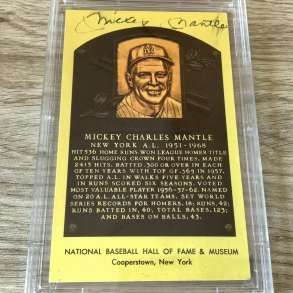 Mickey Mantle
MICKEY CHARLES MANTLE
NEW YORK A.L. 1951-1968
HIT 536 HOME RUNS. WON LEAGUE HOMER TITLE
AND SLUGGING CROWN FOUR TIMES. MADE
2415 HITS. BATTED .300 OR OVER IN EACH
OF TEN YEARS WITH TOP OF .365 IN 1957.
TOPPED A.L. IN WALKS FIVE YEARS AND
IN RUNS SCORED SIX SEASONS. VOTED
MOST VALUABLE PLAYER 1956-57-62. NAMED
ON 20 A.L. ALL-STAR TEAMS. SET WORLD
SERIES RECORDS FOR HOMERS, 18; RUNS, 42;
RUNS BATTED IN, 40; TOTAL BASES, 123;
AND BASES ON BALLS, 43.
NATIONAL BASEBALL HALL OF FAME & MUSEUM
Cooperstown, New York